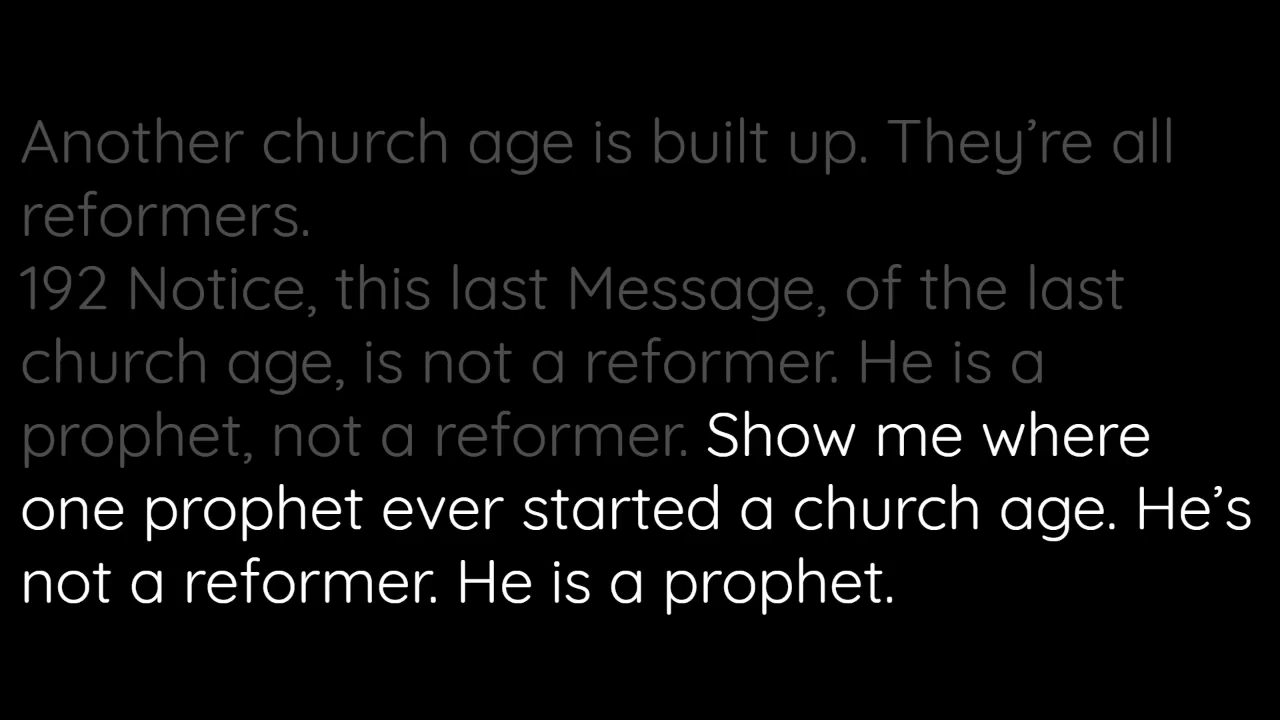 Another church age is built up. They’re all
reformers.
192 Notice, this last Message, of the last
church age, is not a reformer. He is a
prophet, not a reformer. Show me where
one prophet ever started a church age. He’s
not a reformer. He is a prophet.